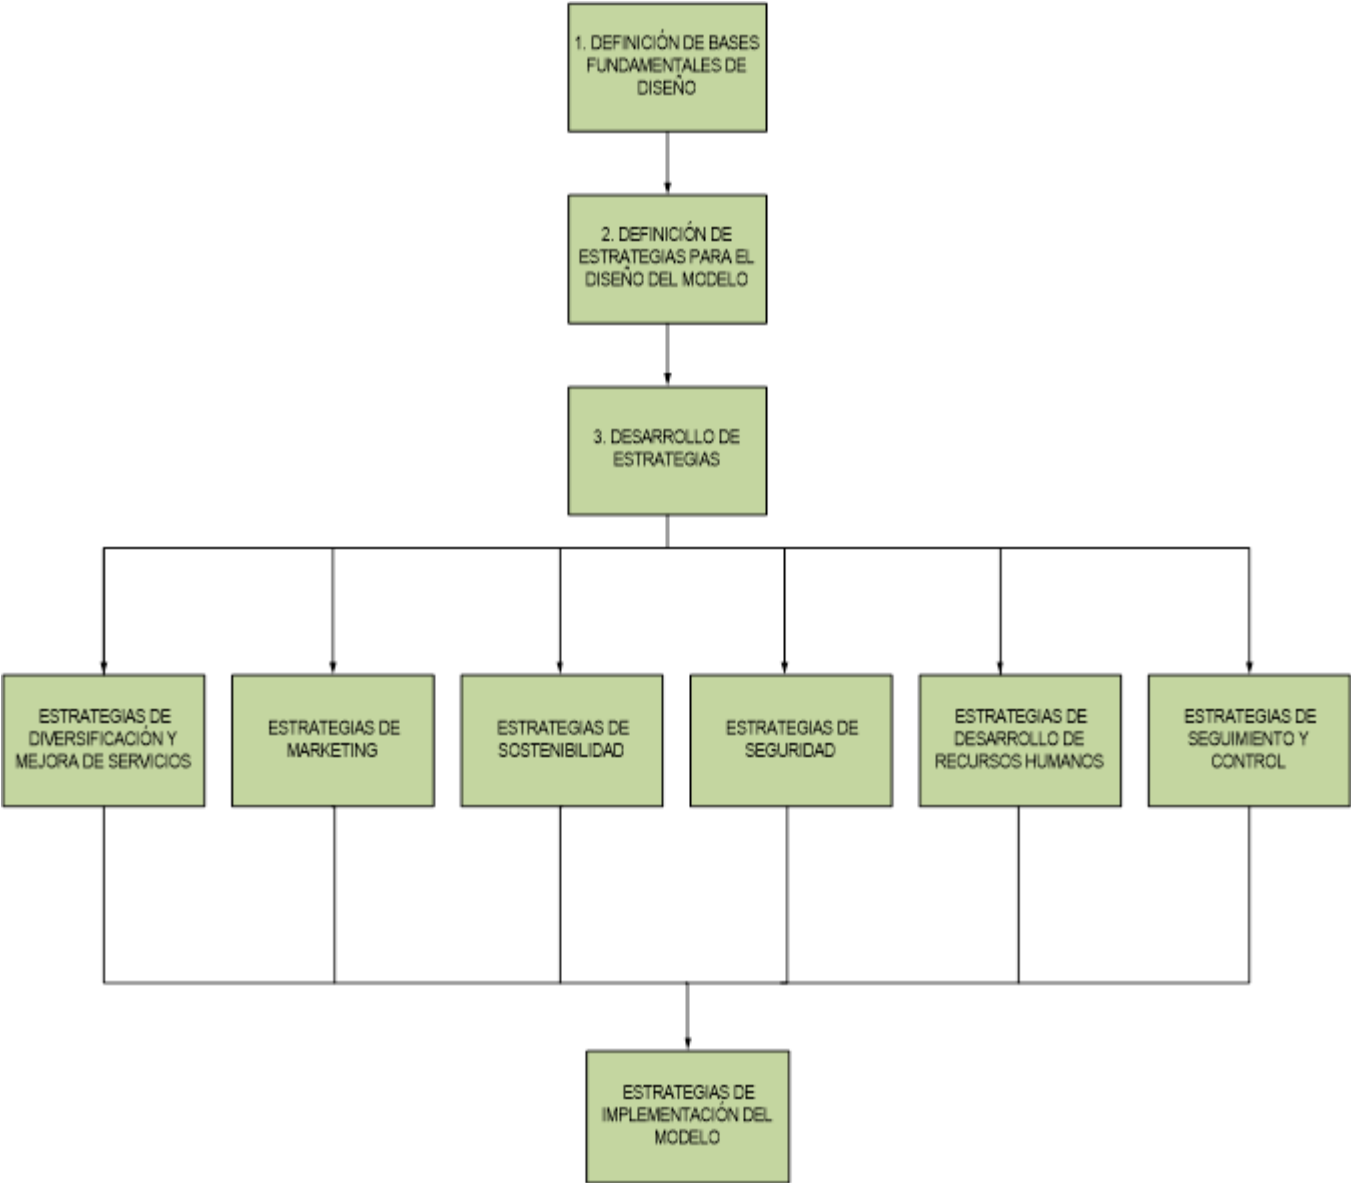 1. DEFINICIÓN DE BASES
FUNDAMENTALES DE
DISEÑO
2. DEFINICIÓN DE
ESTRATEGIAS PARA EL
DISEÑO DEL MODELO
3. DESARROLLO DE
ESTRATEGIAS
ESTRATEGIAS DE
DIVERSIFICACIÓN Y
MEJORA DE SERVICIOS
ESTRATEGIAS DE
MARKETING
ESTRATEGIAS DE
SOSTENIBILIDAD
ESTRATEGIAS DE
SEGURIDAD
ESTRATEGIAS DE
DESARROLLO DE
RECURSOS HUMANOS
ESTRATEGIAS DE
SEGUIMIENTO Y
CONTROL
ESTRATEGIAS DE
IMPLEMENTACIÓN DEL
MODELO